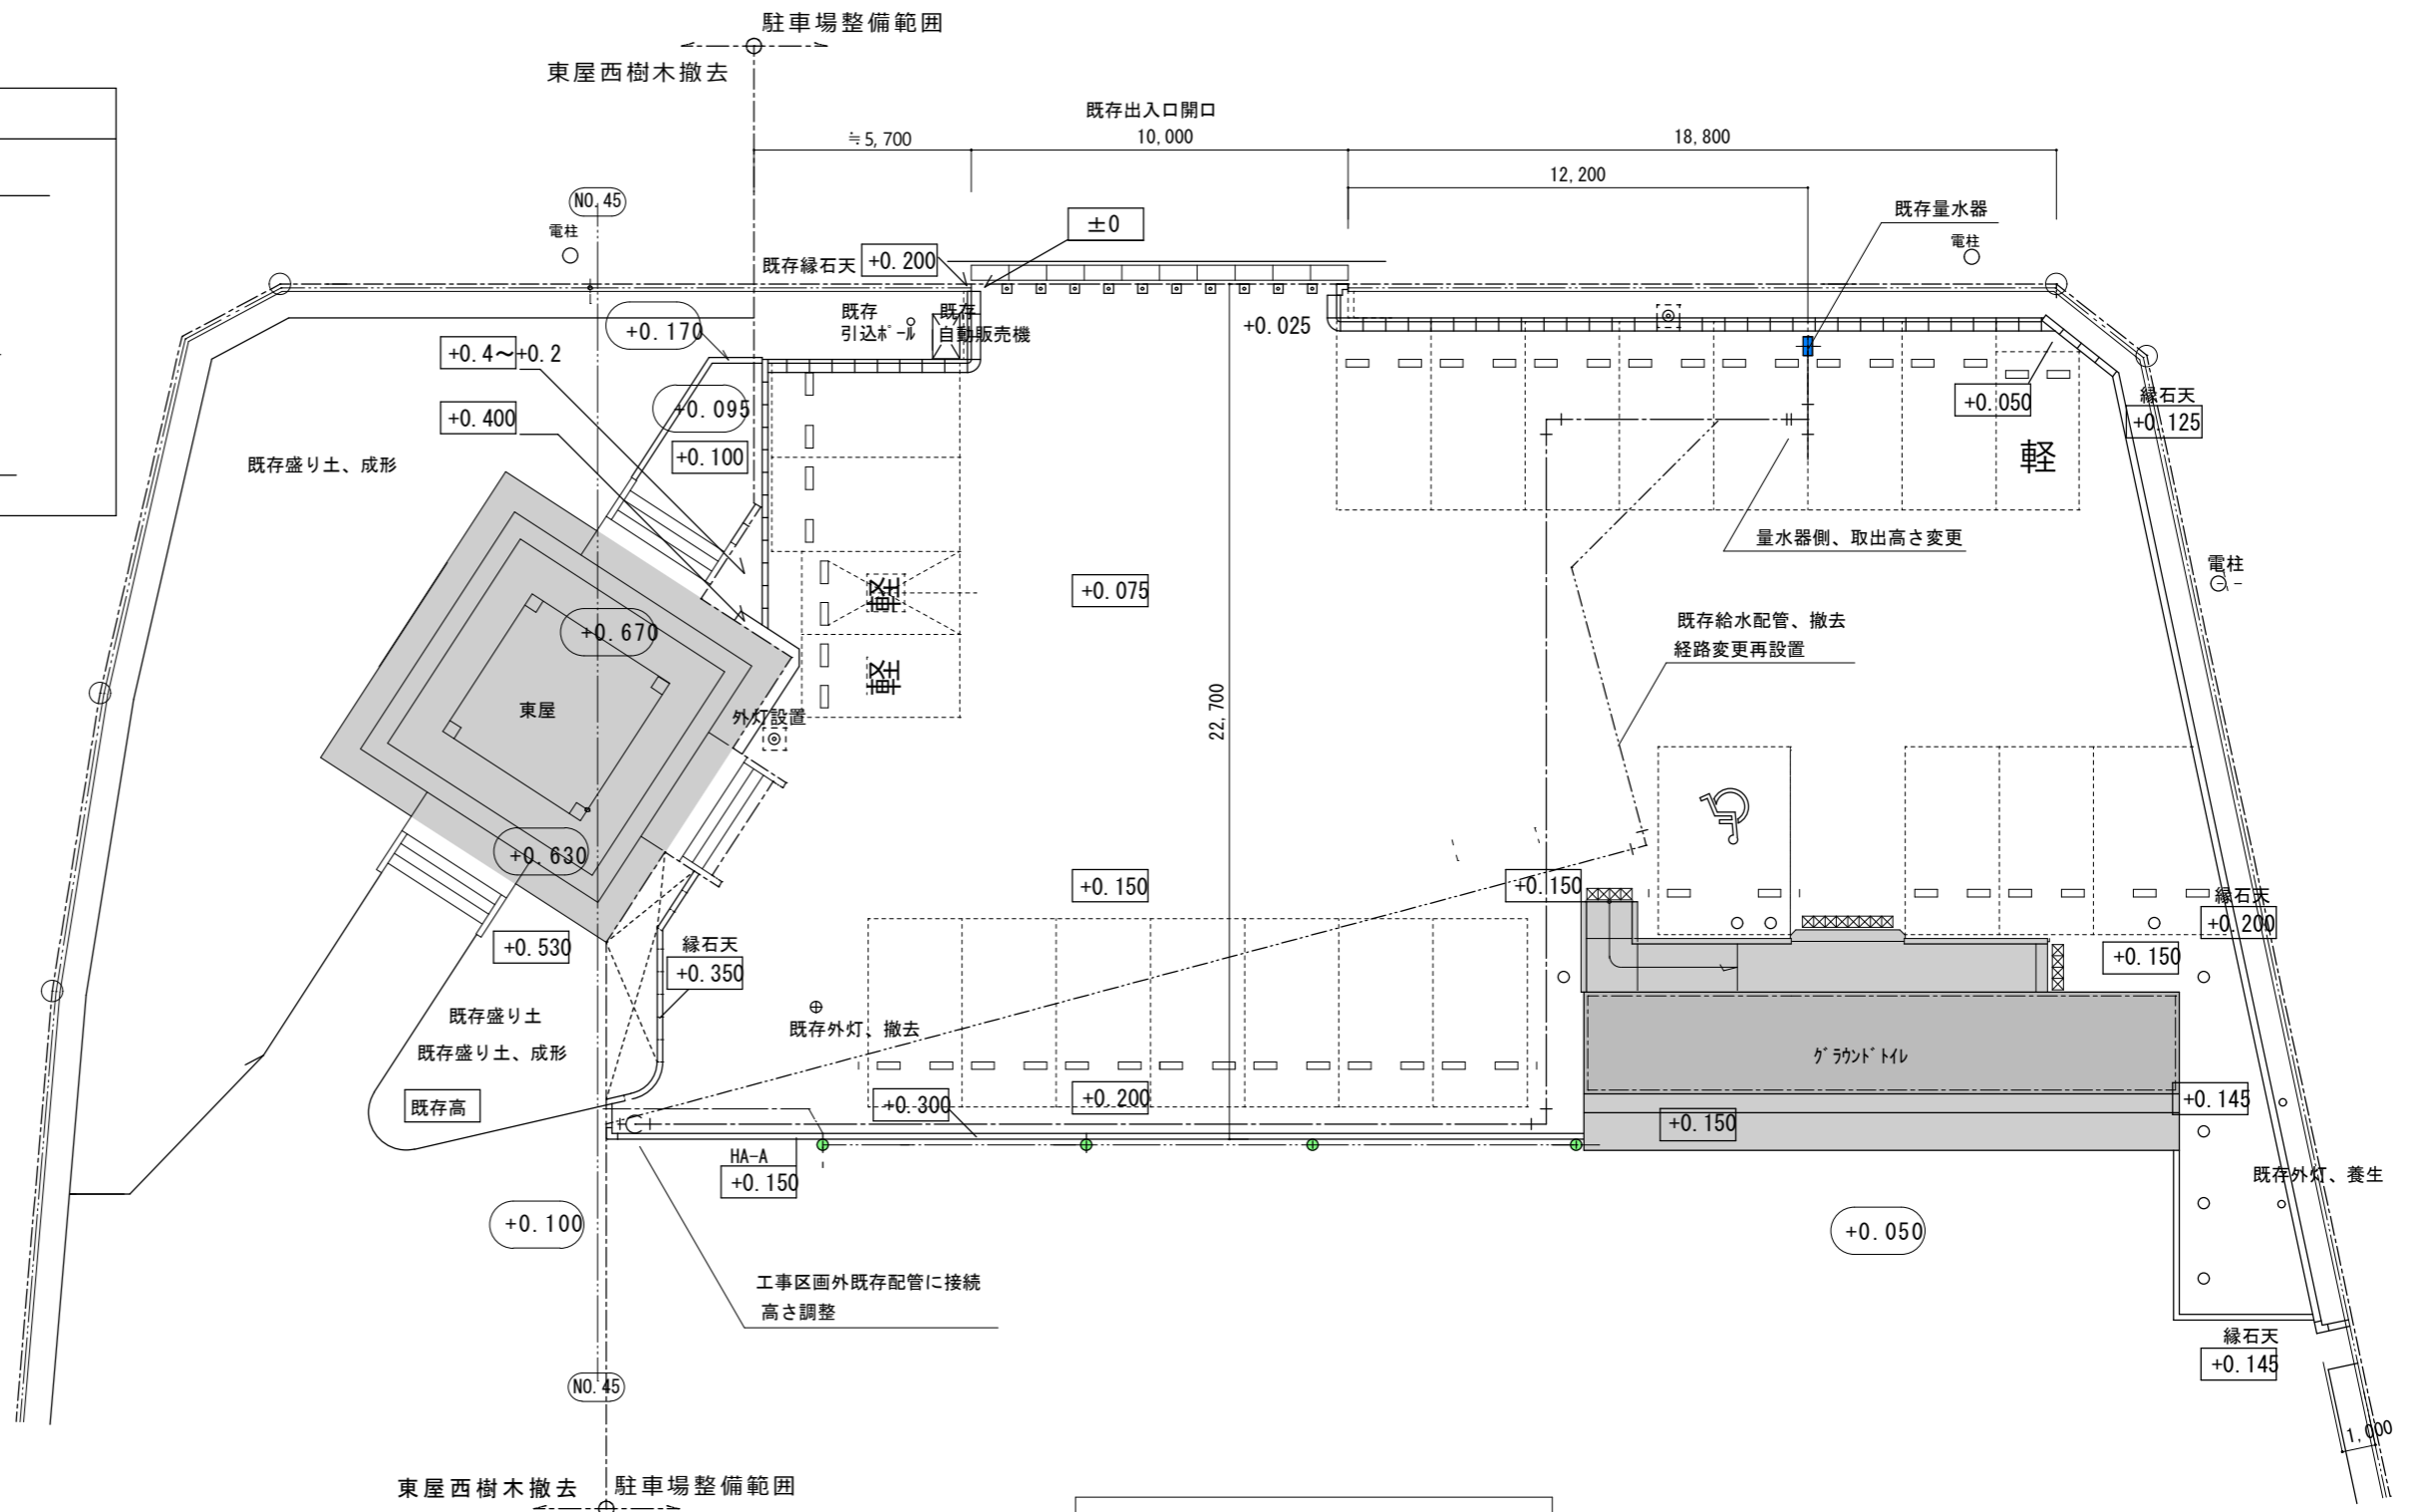 駐車場整備範囲
東屋西樹木撤去
既存出入口開口
≒5,700
10,000
18,800
12,200
NO.45
電柱
±0
既存量水器
電柱
既存縁石天
+0.200
+0.170
既存
引込ﾎﾟｰﾙ
既存
自動販売機
+0.025
+0.4～+0.2
+0.095
+0.400
+0.100
+0.050
縁石天
+0.125
既存盛り土、成形
軽
量水器側、取出高さ変更
電柱
軽
+0.075
既存給水配管、撤去
経路変更再設置
+0.670
軽
東屋
外灯設置
22,700
+0.630
+0.150
+0.150
縁石天
+0.200
+0.530
縁石天
+0.350
+0.150
既存盛り土
既存外灯、撤去
既存盛り土、成形
ｸﾞﾗｳﾝﾄﾞﾄｲﾚ
既存高
+0.300
+0.200
+0.145
+0.150
HA-A
+0.150
既存外灯、養生
+0.100
+0.050
工事区画外既存配管に接続
高さ調整
縁石天
+0.145
NO.45
1,000
東屋西樹木撤去
駐車場整備範囲